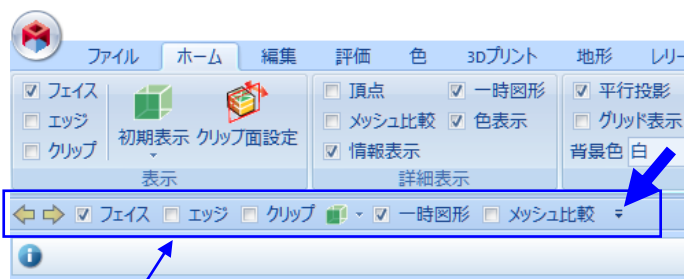 ファイル ホーム 編集 評価 色 3Dプリント 地形 レリー
フェイス 頂点 一時図形 平行投影
エッジ 初期表示 クリップ面設定 メッシュ比較 色表示 グリッド表示
クリップ 情報表示 背景色 白
表示 詳細表示
フェイス エッジ クリップ 一時図形 メッシュ比較